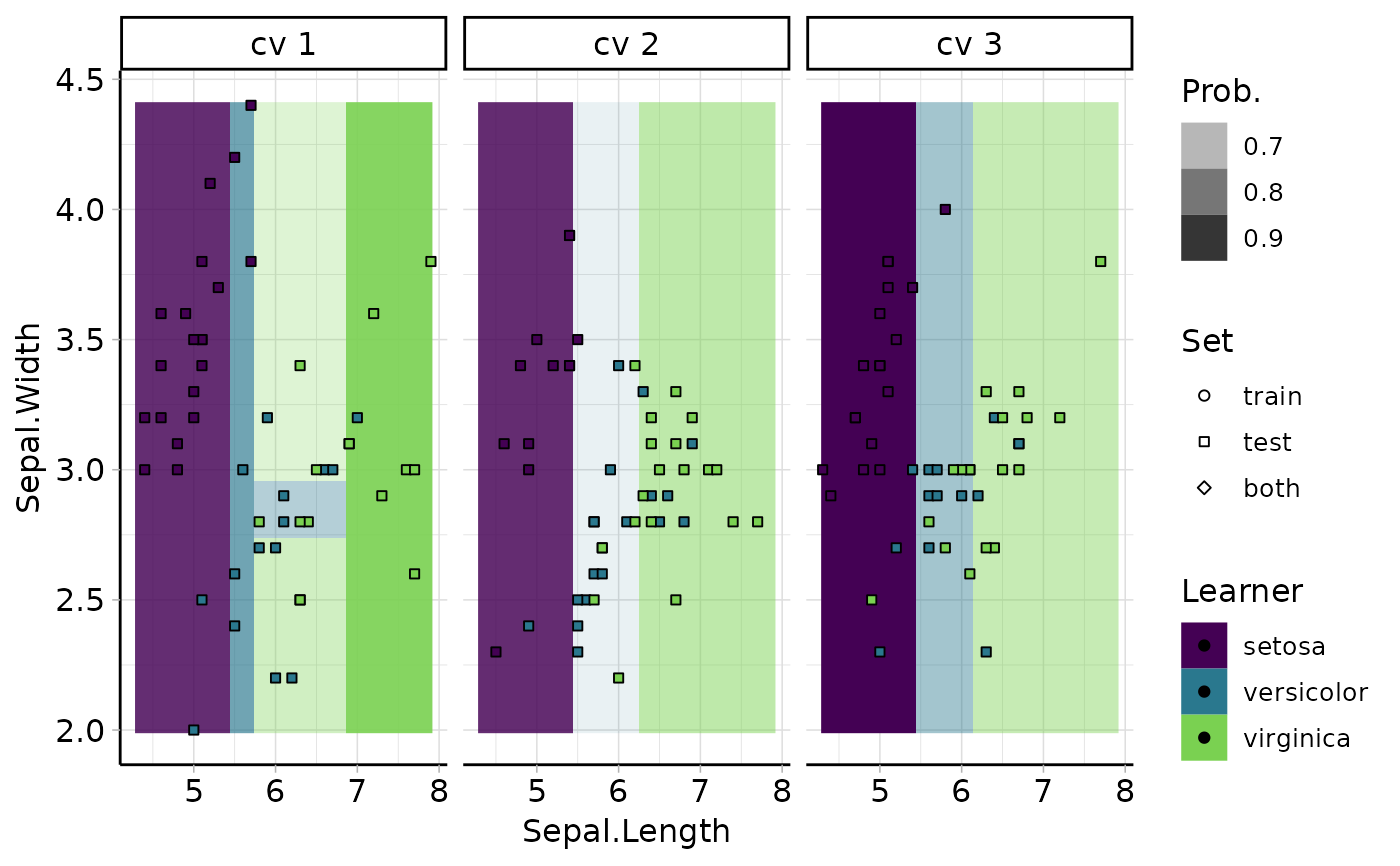 cv 1
cv 2
cv 3
4.5
4.0
3.5
3.0
2.5
2.0
Sepal.Width
5 6 7 8
5 6 7 8
5 6 7 8
Sepal.Length
Prob.
0.7
0.8
0.9
Set
train
test
both
Learner
setosa
versicolor
virginica